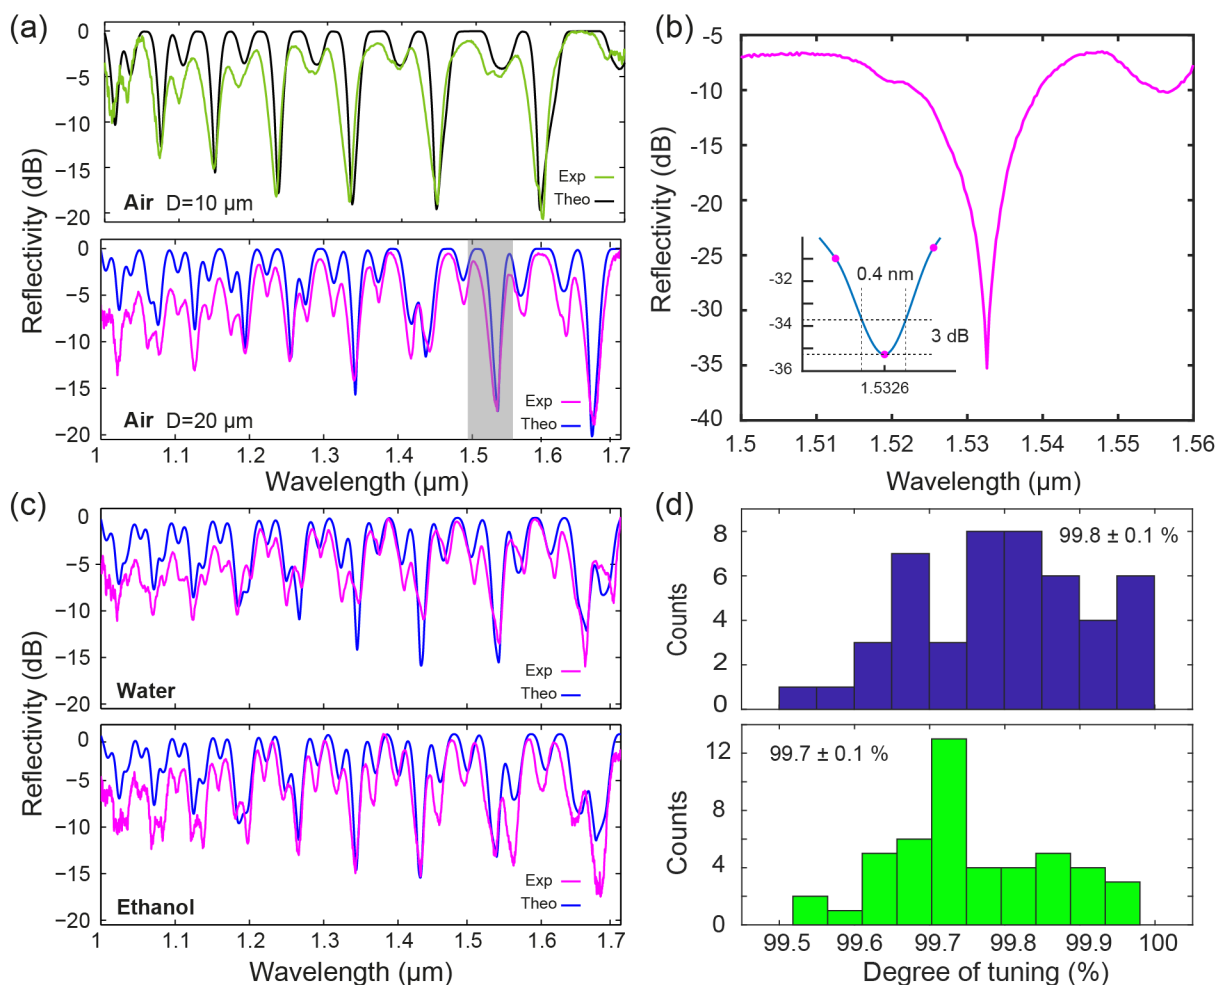 (a)
0
−5
−10
−15
−20
Reflectivity (dB)
Exp
Theo
Air D=10 µm
0
−5
−10
−15
−20
Exp
Theo
Air D=20 µm
1 1.1 1.2 1.3 1.4 1.5 1.6 1.7
Wavelength (µm)
(b)
-5
-10
-15
-20
-25
-30
-35
-40
Reflectivity (dB)
-32
-34
-36
0.4 nm
3 dB
1.5326
1.5 1.51 1.52 1.53 1.54 1.55 1.56
Wavelength (µm)
(c)
0
−5
−10
−15
−20
Reflectivity (dB)
Exp
Theo
Water
0
−5
−10
−15
−20
Exp
Theo
Ethanol
1 1.1 1.2 1.3 1.4 1.5 1.6 1.7
Wavelength (µm)
(d)
8
6
4
2
0
Counts
99.8 ± 0.1 %
12
8
4
0
Counts
99.7 ± 0.1 %
99.5 99.6 99.7 99.8 99.9 100
Degree of tuning (%)